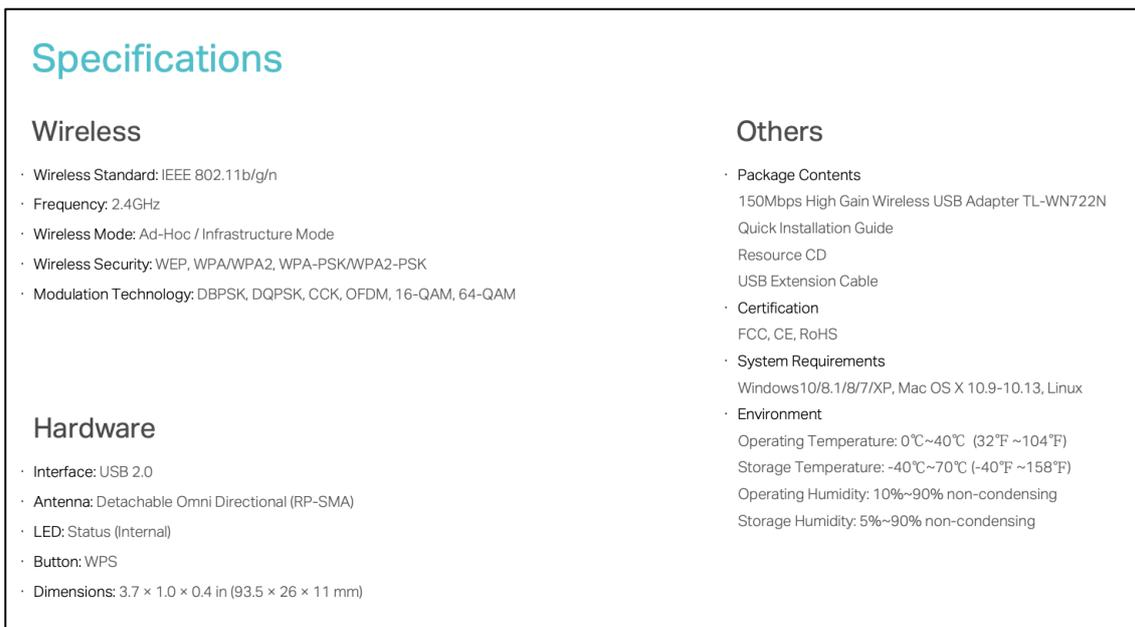 Specifications
Wireless
· Wireless Standard: IEEE 802.11b/g/n
· Frequency: 2.4GHz
· Wireless Mode: Ad-Hoc / Infrastructure Mode
· Wireless Security: WEP, WPA/WPA2, WPA-PSK/WPA2-PSK
· Modulation Technology: DBPSK, DQPSK, CCK, OFDM, 16-QAM, 64-QAM
Hardware
· Interface: USB 2.0
· Antenna: Detachable Omni Directional (RP-SMA)
· LED: Status (Internal)
· Button: WPS
· Dimensions: 3.7 × 1.0 × 0.4 in (93.5 × 26 × 11 mm)
Others
· Package Contents
150Mbps High Gain Wireless USB Adapter TL-WN722N
Quick Installation Guide
Resource CD
USB Extension Cable
· Certification
FCC, CE, RoHS
· System Requirements
Windows10/8.1/8/7/XP, Mac OS X 10.9-10.13, Linux
· Environment
Operating Temperature: 0℃~40℃ (32℉ ~104℉)
Storage Temperature: -40℃~70℃ (-40℉ ~158℉)
Operating Humidity: 10%~90% non-condensing
Storage Humidity: 5%~90% non-condensing